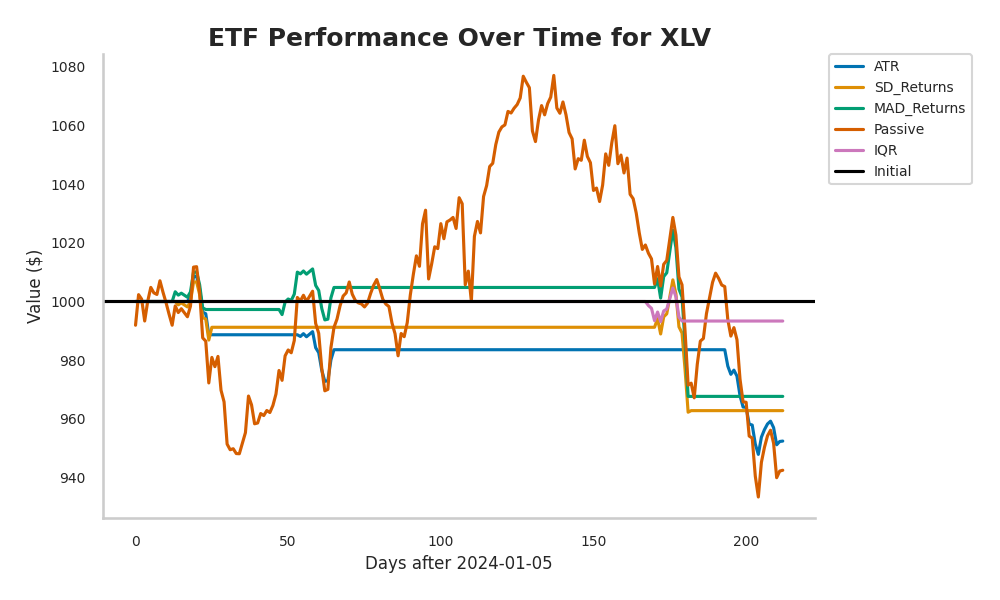 ETF Performance Over Time for XLV
1080
1060
1040
1020
1000
980
960
940
Value ($)
0
50
100
150
200
Days after 2024-01-05
ATR
SD_Returns
MAD_Returns
Passive
IQR
Initial